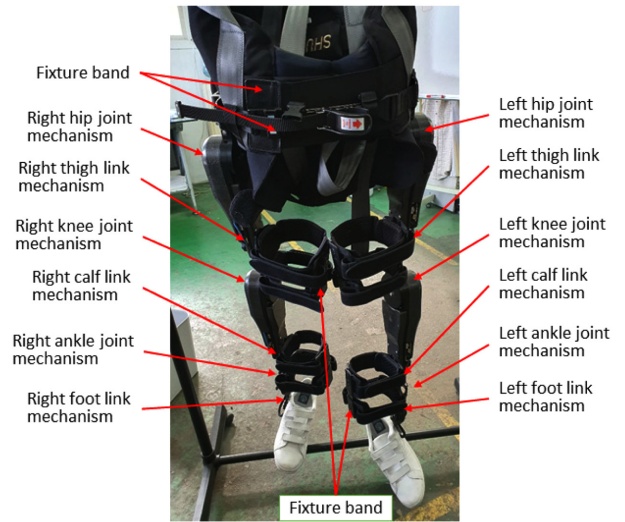 SHU
Fixture band
Right hip joint
mechanism
Right thigh link
mechanism
Right knee joint
mechanism
Right calf link
mechanism
Right ankle joint
mechanism
Right foot link
mechanism
Left hip joint
mechanism
Left thigh link
mechanism
Left knee joint
mechanism
Left calf link
mechanism
Left ankle joint
mechanism
Left foot link
mechanism
Fixture band